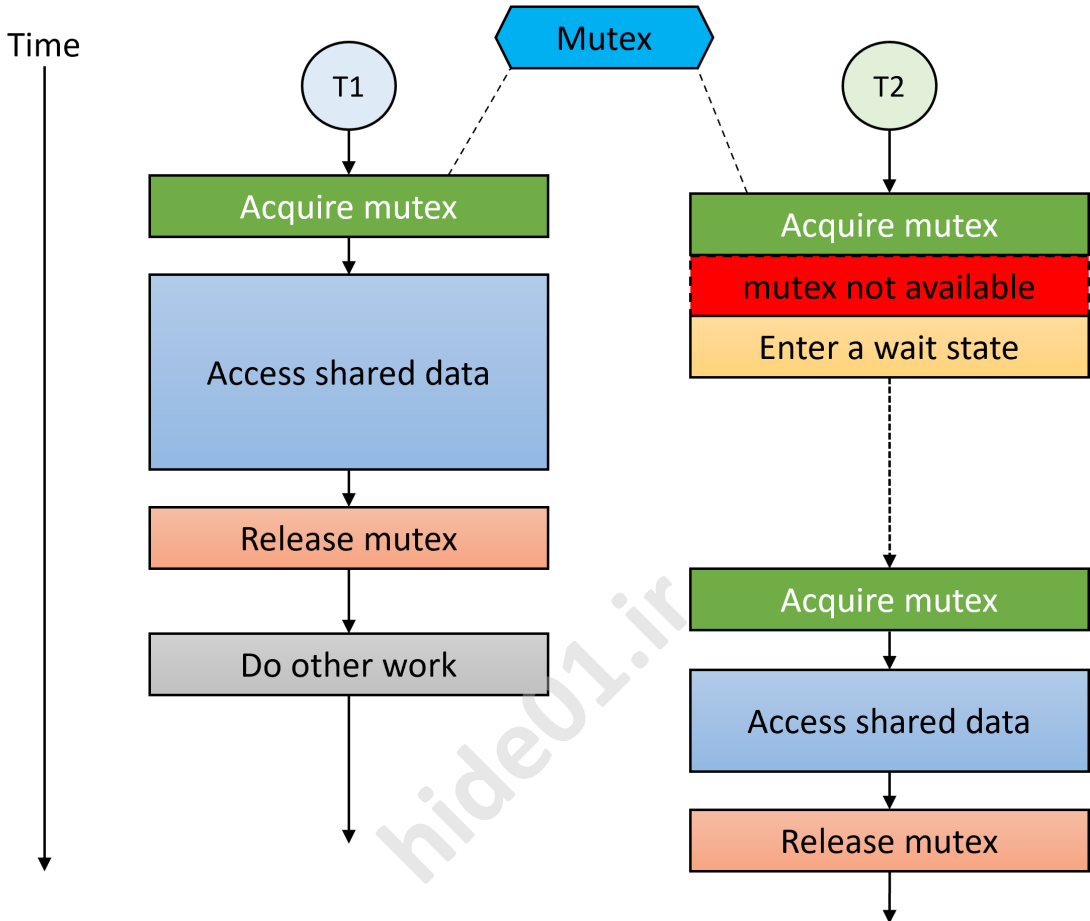 Time
Mutex
T1
T2
Acquire mutex
Acquire mutex
mutex not available
Enter a wait state
Access shared data
Release mutex
Acquire mutex
Do other work
Access shared data
Release mutex
hide01.ir